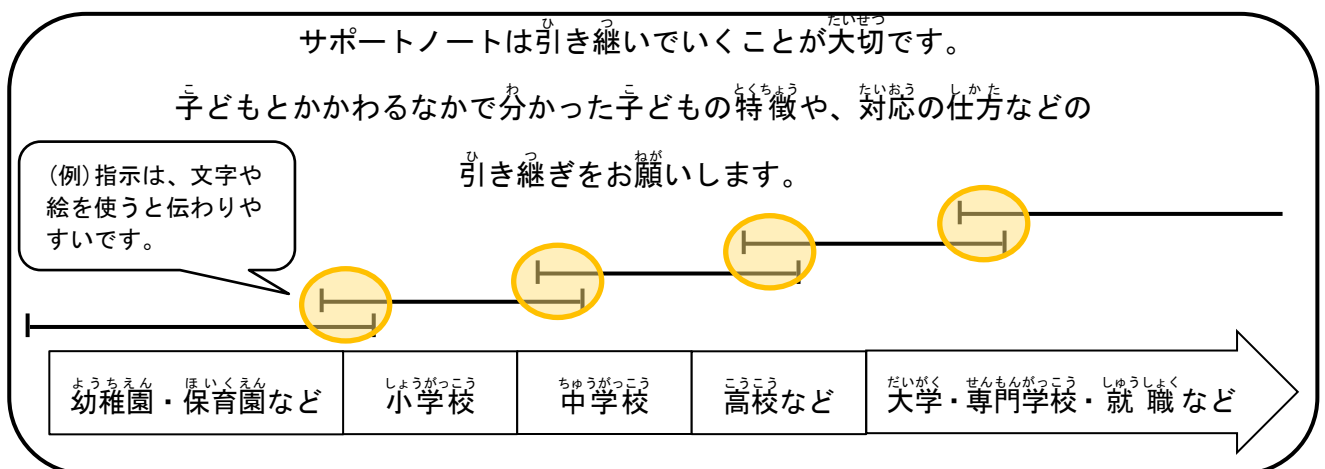 サポートノートは引き継いでいくことが大切です。
子どもとかかわるなかで分かった子どもの特徴や、対応の仕方などの
引き継ぎをお願いします。
(例)指示は、文字や
絵を使うと伝わりや
すいです。
幼稚園・保育園など
小学校
中学校
高校など
大学・専門学校・就職など